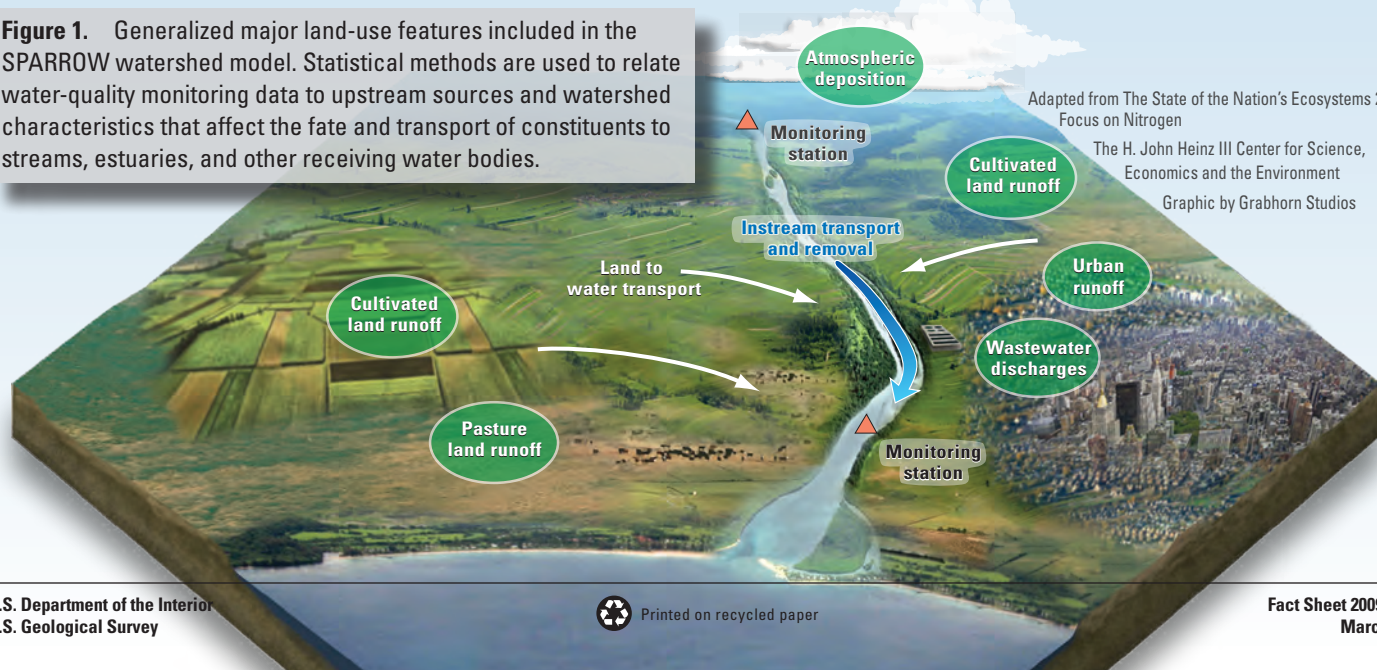 Figure 1. Generalized major land-use features included in the
SPARROW watershed model. Statistical methods are used to relate
water-quality monitoring data to upstream sources and watershed
characteristics that affect the fate and transport of constituents to
streams, estuaries, and other receiving water bodies.
Atmospheric
deposition
Adapted from The State of the Nation's Ecosystems
Focus on Nitrogen
The H. John Heinz III Center for Science,
Economics and the Environment
Graphic by Grabhorn Studios
Monitoring
station
Cultivated
land runoff
Instream transport
and removal
Land to
water transport
Urban
runoff
Cultivated
land runoff
Wastewater
discharges
Pasture
land runoff
Monitoring
station
.S. Department of the Interior
.S. Geological Survey
Printed on recycled paper
Fact Sheet 2009
Marc